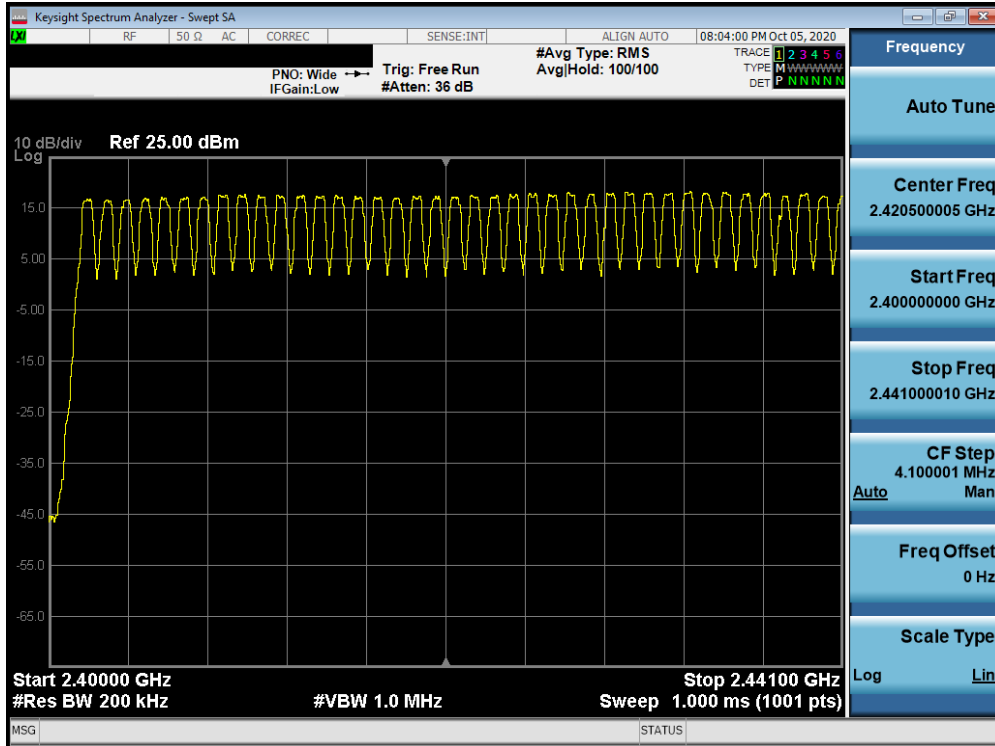 Keysight Spectrum Analyzer - Swept SA
LXI RF 50 Ω AC CORREC SENSE:INT ALIGN AUTO 08:04:00 PM Oct 05, 2020
Frequency
#Avg Type: RMS TRACE 1 2 3 4 5 6
PNO: Wide Trig: Free Run Avg|Hold: 100/100 TYPE M WWWWW
IFGain:Low #Atten: 36 dB DET P N N N N N
Auto Tune
10 dB/div Ref 25.00 dBm
Log
15.0
5.00
-5.00
-15.0
-25.0
-35.0
-45.0
-55.0
-65.0
Center Freq
2.420500005 GHz
Start Freq
2.400000000 GHz
Stop Freq
2.441000010 GHz
CF Step
4.100001 MHz
Auto Man
Freq Offset
0 Hz
Scale Type
Log Lin
Start 2.40000 GHz Stop 2.44100 GHz
#Res BW 200 kHz #VBW 1.0 MHz Sweep 1.000 ms (1001 pts)
MSG STATUS